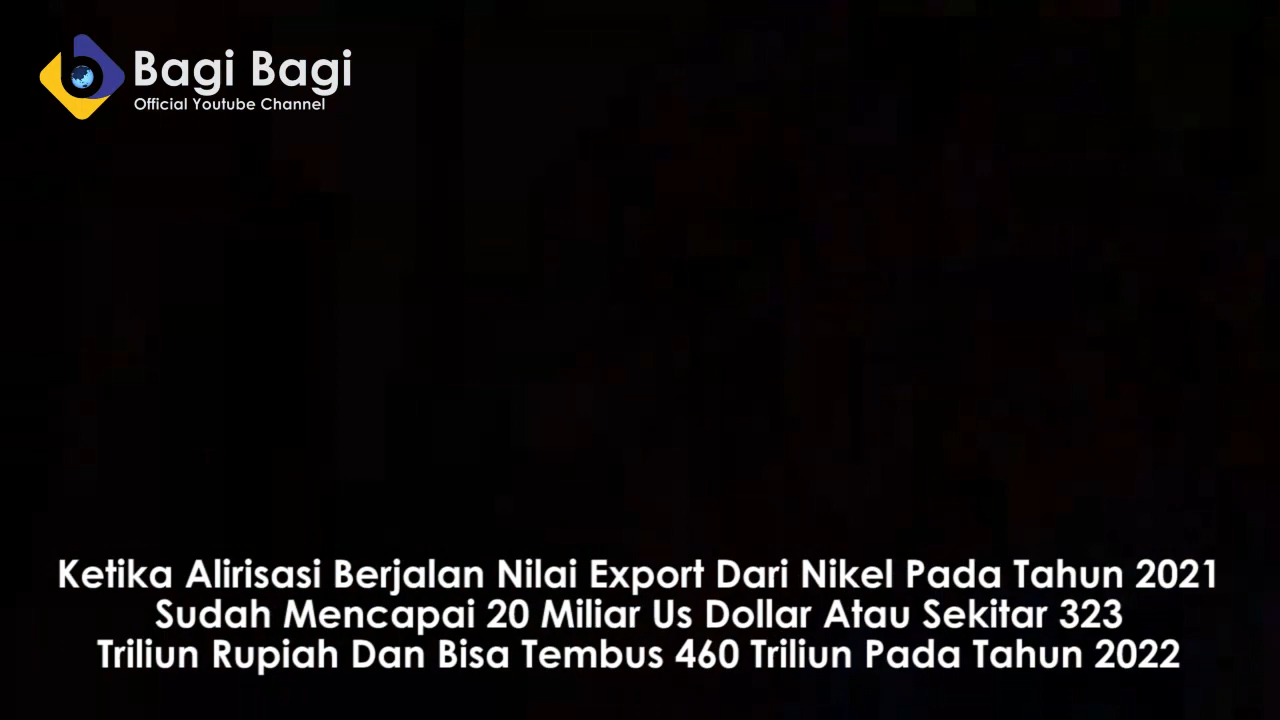 Bagi Bagi
Official Youtube Channel
Ketika Alirisasi Berjalan Nilai Export Dari Nikel Pada Tahun 2021
Sudah Mencapai 20 Miliar Us Dollar Atau Sekitar 323
Triliun Rupiah Dan Bisa Tembus 460 Triliun Pada Tahun 2022